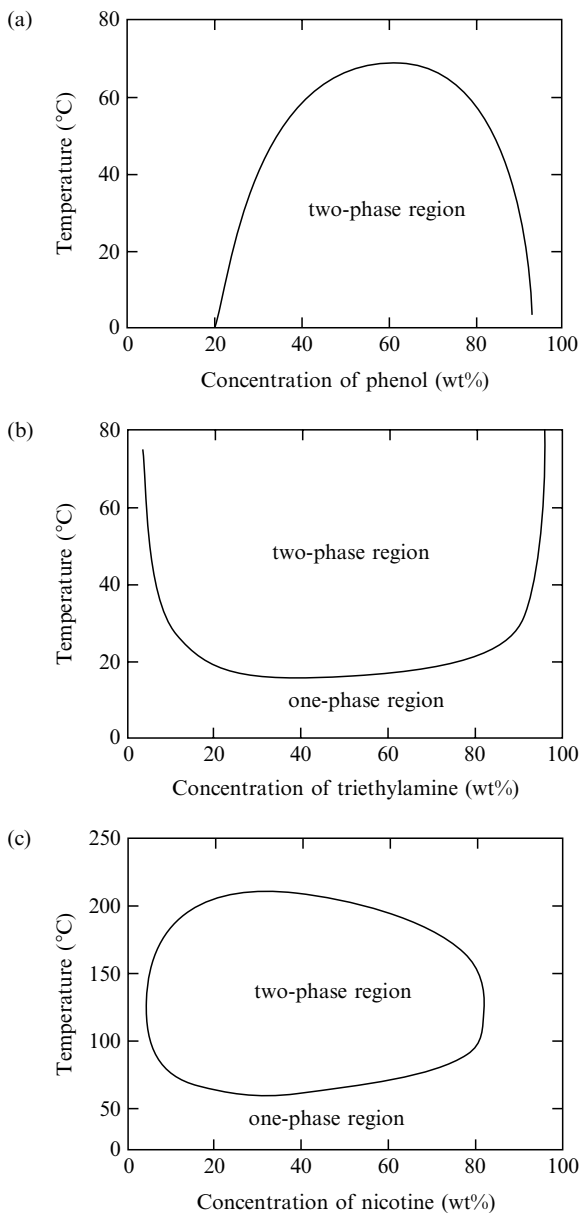 (a)
80
60
40
20
0
Temperature (°C)
two-phase region
0 20 40 60 80 100
Concentration of phenol (wt%)
(b)
80
60
40
20
0
Temperature (°C)
two-phase region
one-phase region
0 20 40 60 80 100
Concentration of triethylamine (wt%)
(c)
250
200
150
100
50
0
Temperature (°C)
two-phase region
one-phase region
0 20 40 60 80 100
Concentration of nicotine (wt%)